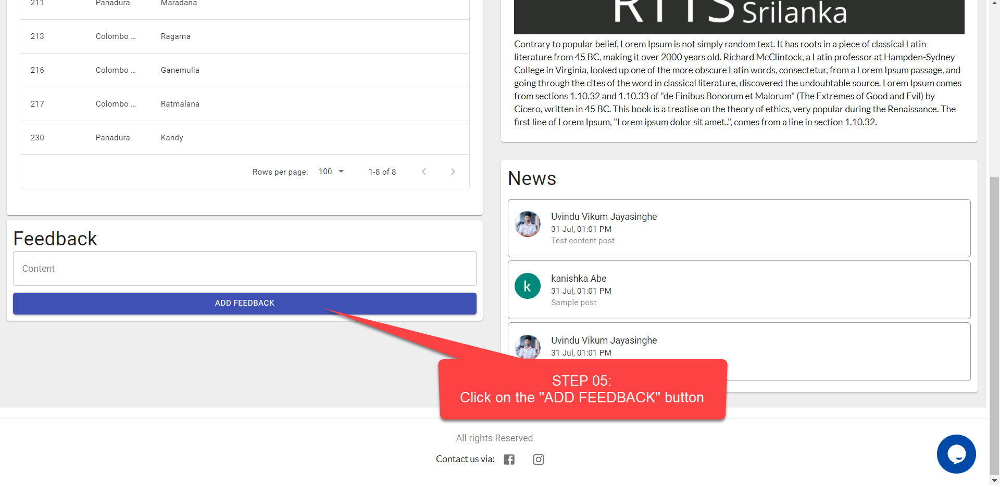 211 Panadura Maradana
213 Colombo ... Ragama
216 Colombo ... Ganemulla
217 Colombo ... Ratmalana
230 Panadura Kandy
Rows per page: 100 1-8 of 8
Feedback
Content
ADD FEEDBACK
RTTS Srilanka
Contrary to popular belief, Lorem Ipsum is not simply random text. It has roots in a piece of classical Latin
literature from 45 BC, making it over 2000 years old. Richard McClintock, a Latin professor at Hampden-Sydney
College in Virginia, looked up one of the more obscure Latin words, consectetur, from a Lorem Ipsum passage, and
going through the cites of the word in classical literature, discovered the undoubtable source. Lorem Ipsum comes
from sections 1.10.32 and 1.10.33 of "de Finibus Bonorum et Malorum" (The Extremes of Good and Evil) by
Cicero, written in 45 BC. This book is a treatise on the theory of ethics, very popular during the Renaissance. The
first line of Lorem Ipsum, "Lorem ipsum dolor sit amet..", comes from a line in section 1.10.32.
News
Uvindu Vikum Jayasinghe
31 Jul, 01:01 PM
Test content post
k
kanishka Abe
31 Jul, 01:01 PM
Sample post
Uvindu Vikum Jayasinghe
31 Jul, 01:01 PM
STEP 05:
Click on the "ADD FEEDBACK" button
All rights Reserved
Contact us via: